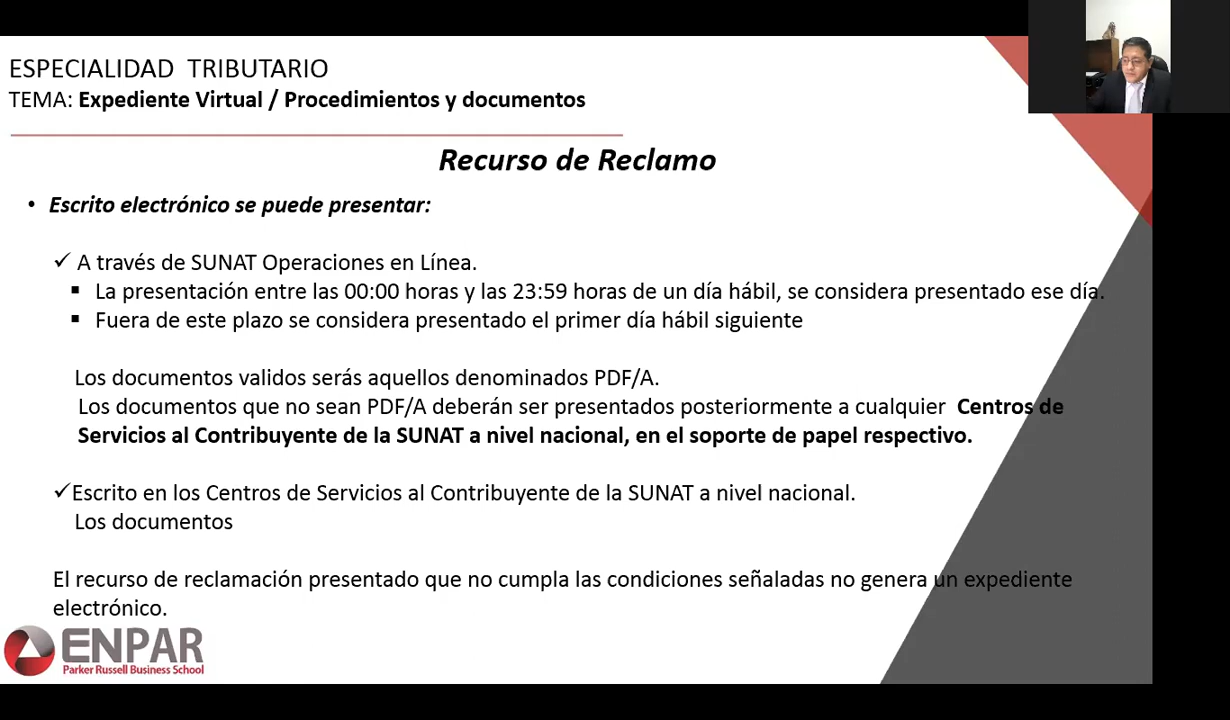 ESPECIALIDAD TRIBUTARIO
TEMA: Expediente Virtual / Procedimientos y documentos
Recurso de Reclamo
• Escrito electrónico se puede presentar:
✓ A través de SUNAT Operaciones en Línea.
▪ La presentación entre las 00:00 horas y las 23:59 horas de un día hábil, se considera presentado ese día.
▪ Fuera de este plazo se considera presentado el primer día hábil siguiente
Los documentos validos serás aquellos denominados PDF/A.
Los documentos que no sean PDF/A deberán ser presentados posteriormente a cualquier Centros de
Servicios al Contribuyente de la SUNAT a nivel nacional, en el soporte de papel respectivo.
✓Escrito en los Centros de Servicios al Contribuyente de la SUNAT a nivel nacional.
Los documentos
El recurso de reclamación presentado que no cumpla las condiciones señaladas no genera un expediente
electrónico.
ENPAR
Parker Russell Business School